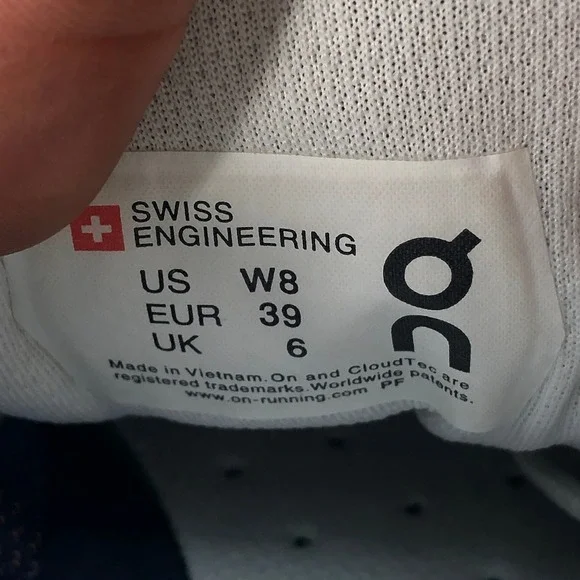 SWISS
ENGINEERING
US W8
EUR 39
UK 6
Made in Vietnam. On and CloudTec are
registered trademarks. Worldwide patents.
www.on-running.com PF